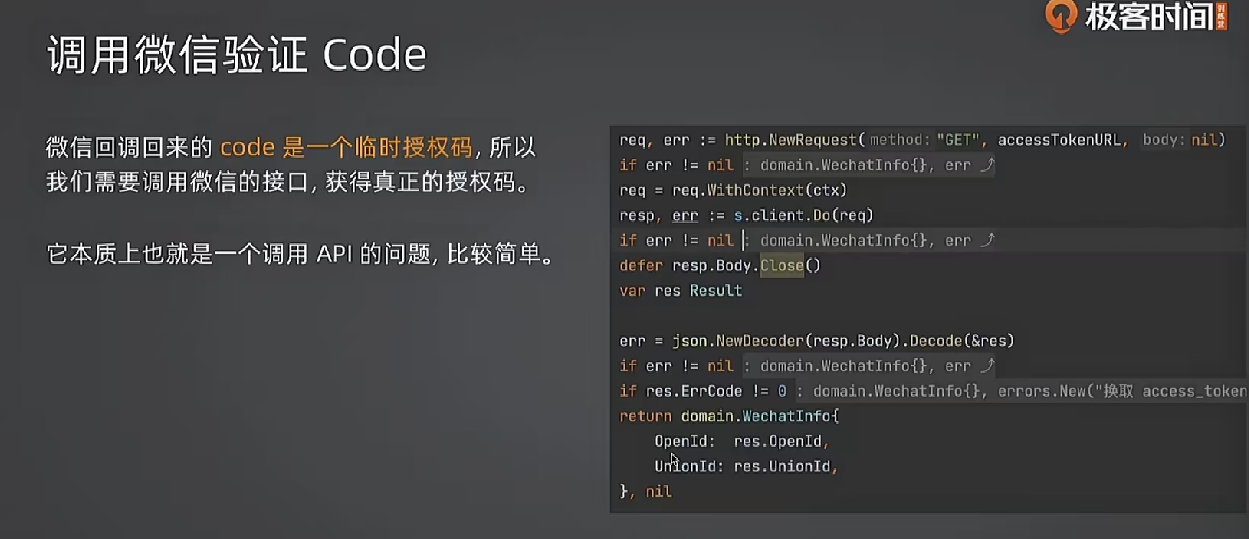 极客时间
调用微信验证 Code
微信回调回来的 code 是一个临时授权码, 所以
我们需要调用微信的接口, 获得真正的授权码。
它本质上也就是一个调用 API 的问题, 比较简单。
req, err := http.NewRequest( method: "GET", accessTokenURL, body: nil)
if err != nil : domain.WechatInfo{}, err
req = req.WithContext(ctx)
resp, err := s.client.Do(req)
if err != nil : domain.WechatInfo{}, err
defer resp.Body.Close()
var res Result
err = json.NewDecoder(resp.Body).Decode(&res)
if err != nil : domain.WechatInfo{}, err
if res.ErrCode != 0 : domain.WechatInfo{}, errors.New("换取 access_token
return domain.WechatInfo{
OpenId: res.OpenId,
UnionId: res.UnionId,
}, nil